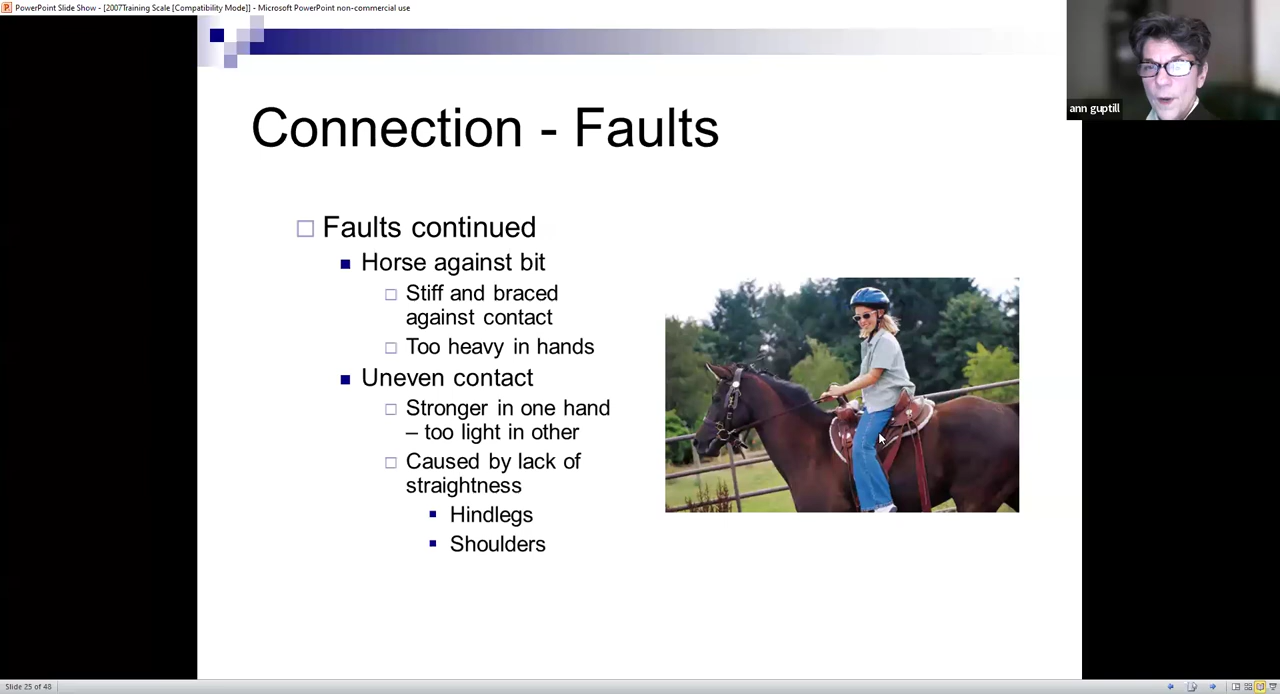 PowerPoint Slide Show - [2007Training Scale [Compatibility Mode]] - Microsoft PowerPoint non-commercial use
ann guptill
Connection - Faults
Faults continued
Horse against bit
Stiff and braced
against contact
Too heavy in hands
Uneven contact
Stronger in one hand
– too light in other
Caused by lack of
straightness
Hindlegs
Shoulders
Slide 25 of 48